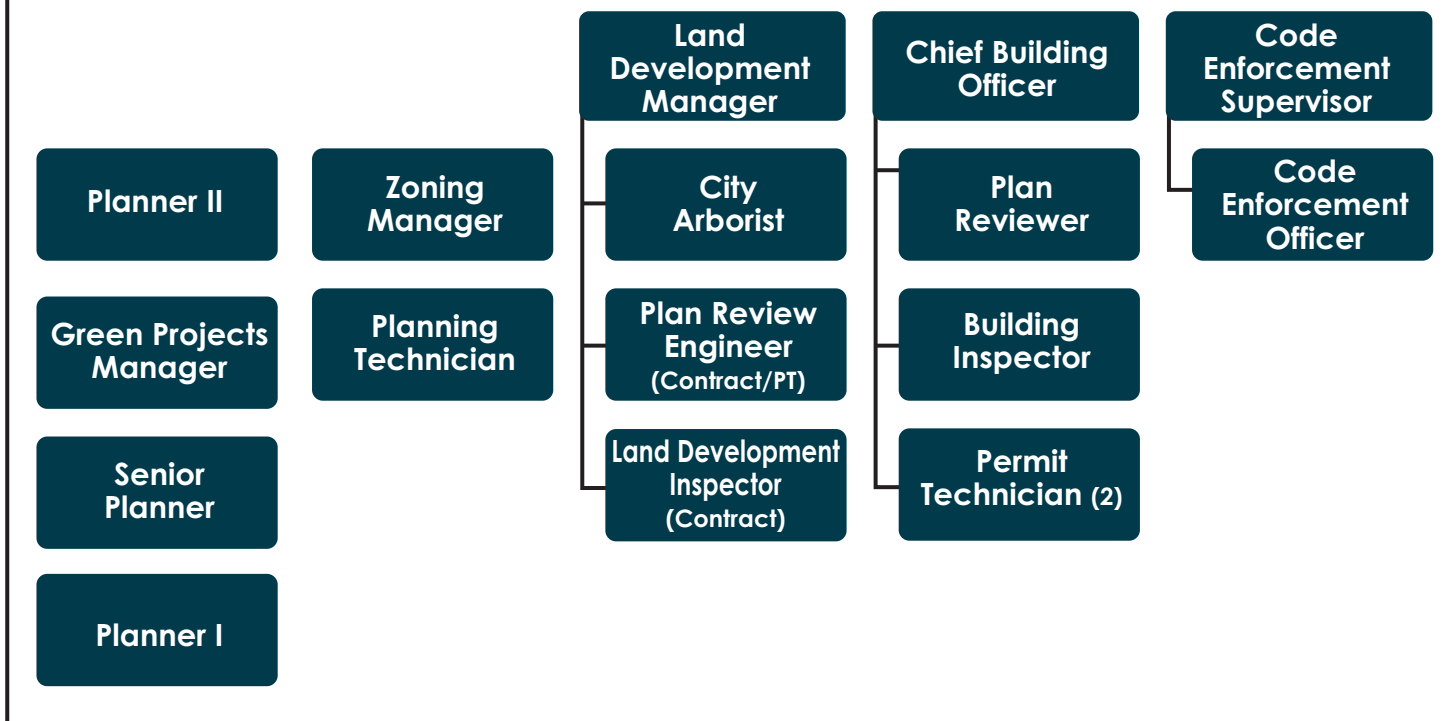 Land
Development
Manager
Chief Building
Officer
Code
Enforcement
Supervisor
Planner II
Zoning
Manager
City
Arborist
Plan
Reviewer
Code
Enforcement
Officer
Green Projects
Manager
Planning
Technician
Plan Review
Engineer
(Contract/PT)
Building
Inspector
Senior
Planner
Land Development
Inspector
(Contract)
Permit
Technician (2)
Planner I